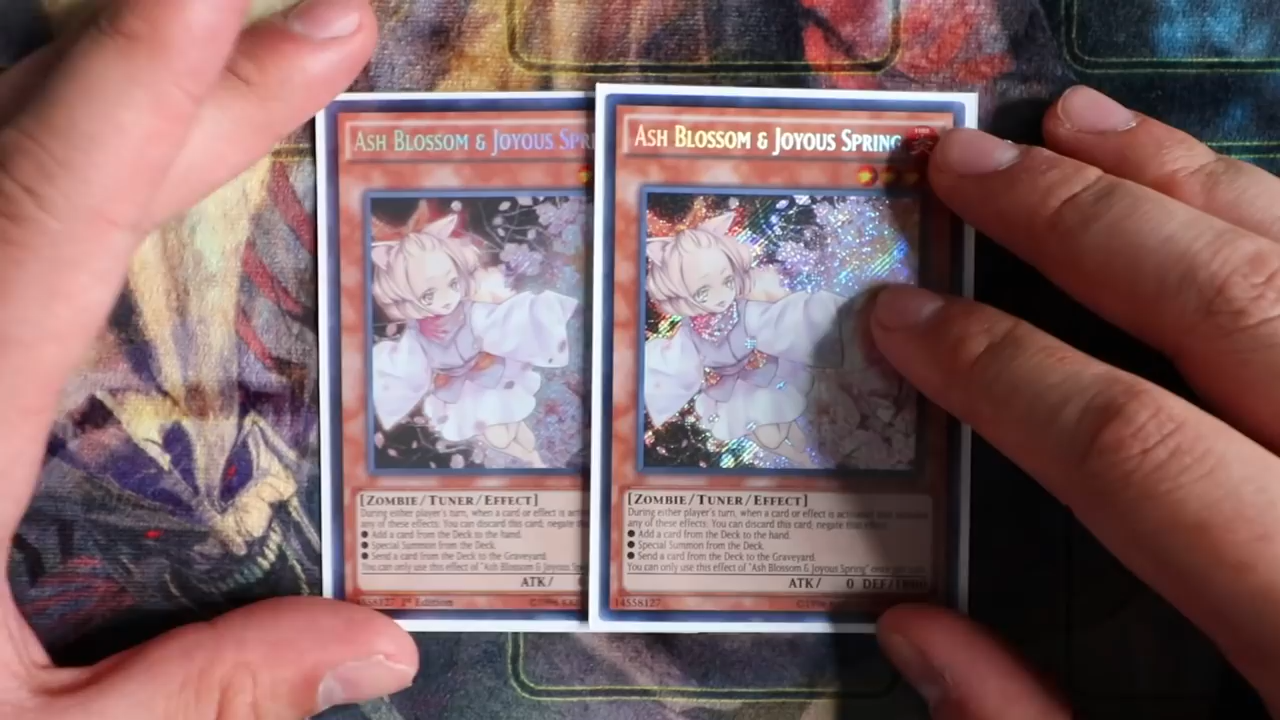 ASH BLOSSOM & JOYOUS SPRI
[ZOMBIE/TUNER/EFFECT]
During either player's turn, when a card or effect is
any of these effects: You can discard this card; negate
● Add a card from the Deck to the hand.
● Special Summon from the Deck.
● Send a card from the Deck to the Graveyard.
You can only use this effect of "Ash Blossom & Joyous
ATK/
58127 1st Edition
©1996
ASH BLOSSOM & JOYOUS SPRING
[ZOMBIE/TUNER/EFFECT]
During either player's turn, when a card or effect is activated that
any of these effects: You can discard this card; negate that effect.
● Add a card from the Deck to the hand.
● Special Summon from the Deck.
● Send a card from the Deck to the Graveyard.
You can only use this effect of "Ash Blossom & Joyous Spring" once per turn.
ATK/ 0 DEF/1800
14558127
©1996